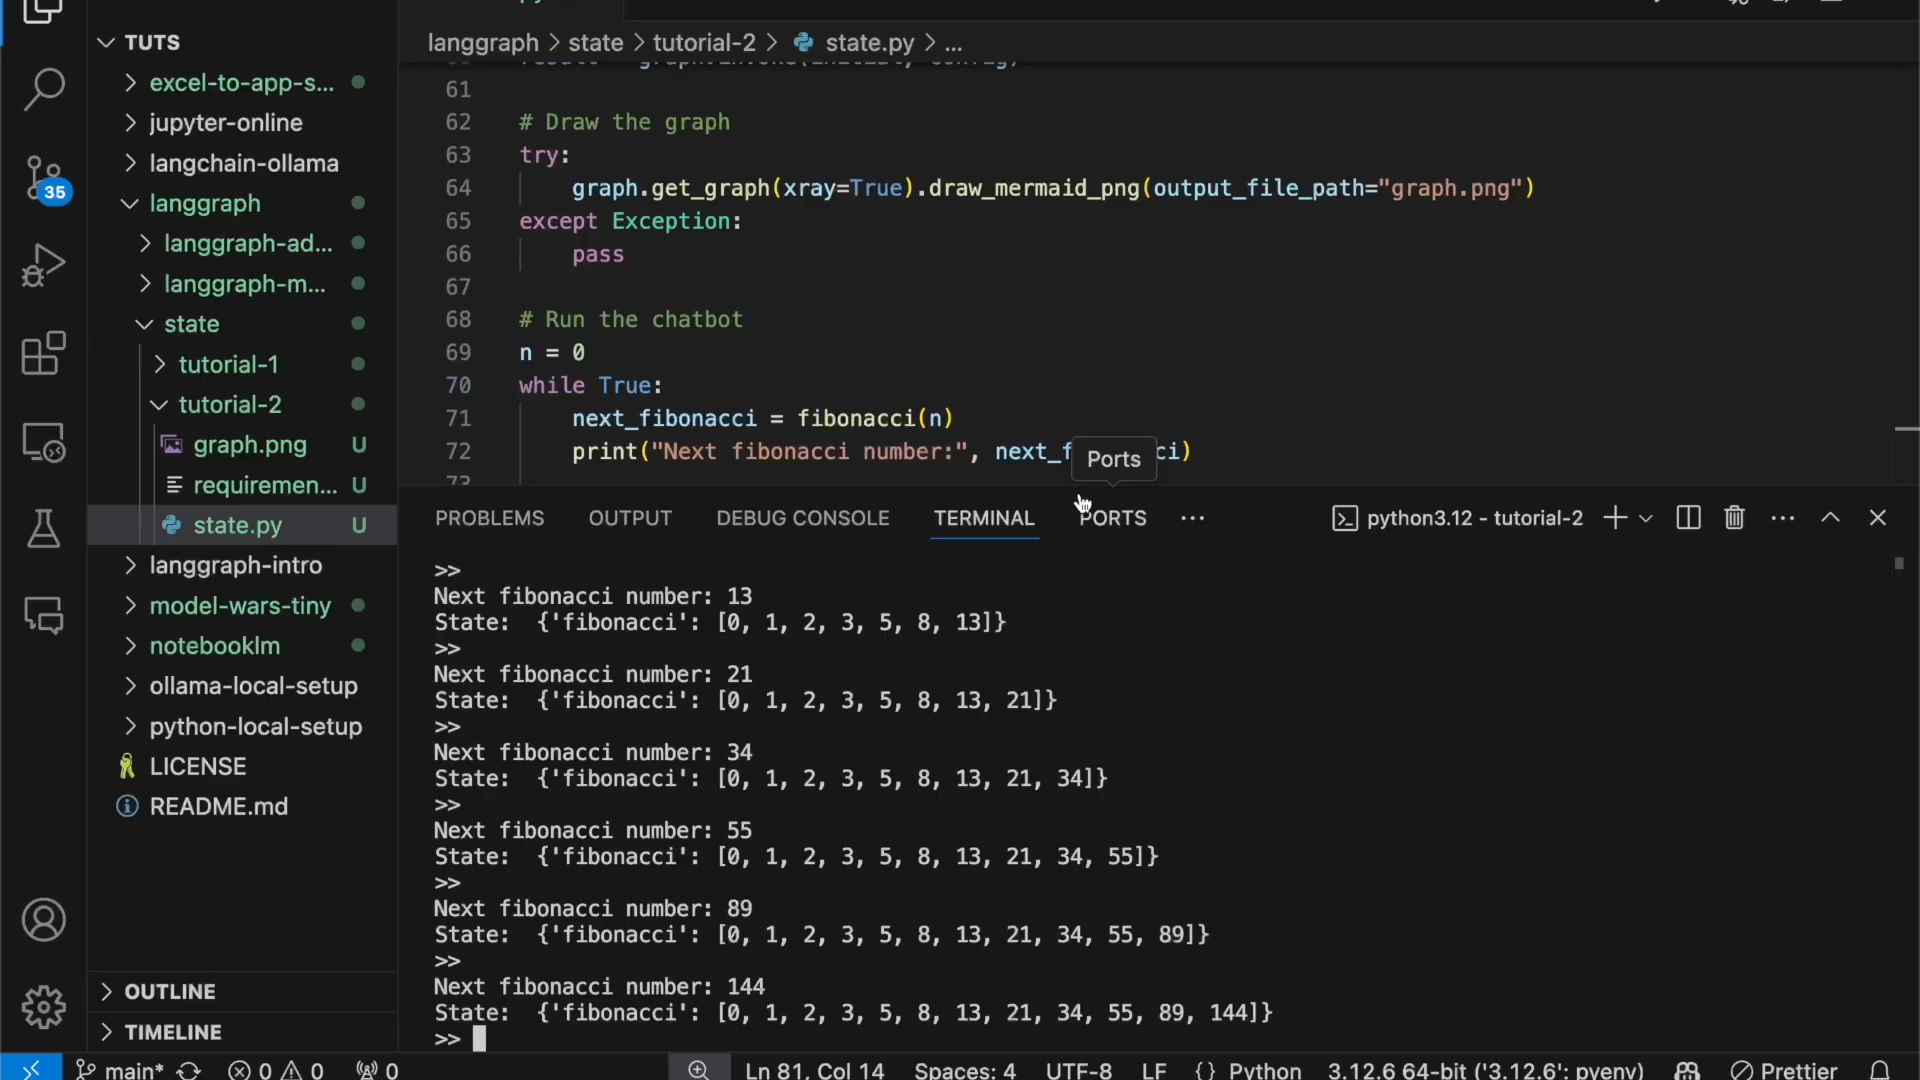 TUTS
excel-to-app-s...
jupyter-online
langchain-ollama
35
langgraph
langgraph-ad...
langgraph-m...
state
tutorial-1
tutorial-2
graph.png U
requiremen... U
state.py U
langgraph-intro
model-wars-tiny
notebooklm
ollama-local-setup
python-local-setup
LICENSE
README.md
OUTLINE
TIMELINE
langgraph > state > tutorial-2 > state.py > ...
61
62 # Draw the graph
63 try:
64 graph.get_graph(xray=True).draw_mermaid_png(output_file_path="graph.png")
65 except Exception:
66 pass
67
68 # Run the chatbot
69 n = 0
70 while True:
71 next_fibonacci = fibonacci(n)
72 print("Next fibonacci number:", next_f ci)
Ports
73
PROBLEMS OUTPUT DEBUG CONSOLE TERMINAL PORTS ... python3.12 - tutorial-2
>>
Next fibonacci number: 13
State:  {'fibonacci': [0, 1, 2, 3, 5, 8, 13]}
>>
Next fibonacci number: 21
State:  {'fibonacci': [0, 1, 2, 3, 5, 8, 13, 21]}
>>
Next fibonacci number: 34
State:  {'fibonacci': [0, 1, 2, 3, 5, 8, 13, 21, 34]}
>>
Next fibonacci number: 55
State:  {'fibonacci': [0, 1, 2, 3, 5, 8, 13, 21, 34, 55]}
>>
Next fibonacci number: 89
State:  {'fibonacci': [0, 1, 2, 3, 5, 8, 13, 21, 34, 55, 89]}
>>
Next fibonacci number: 144
State:  {'fibonacci': [0, 1, 2, 3, 5, 8, 13, 21, 34, 55, 89, 144]}
>>
main* 0 0 0 Ln 81, Col 14 Spaces: 4 UTF-8 LF {} Python 3.12.6 64-bit ('3.12.6': pyenv) Prettier